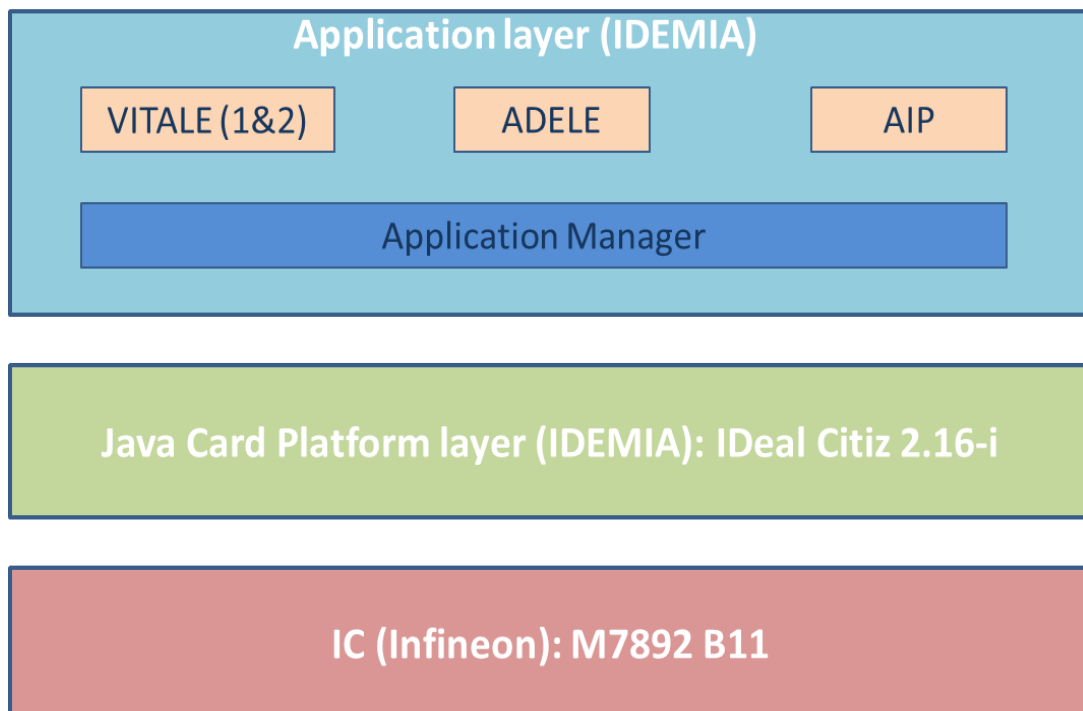 Application layer (IDEMIA)
VITALE (1&2) ADELE AIP
Application Manager
Java Card Platform layer (IDEMIA): IDeal Citiz 2.16-i
IC (Infineon): M7892 B11